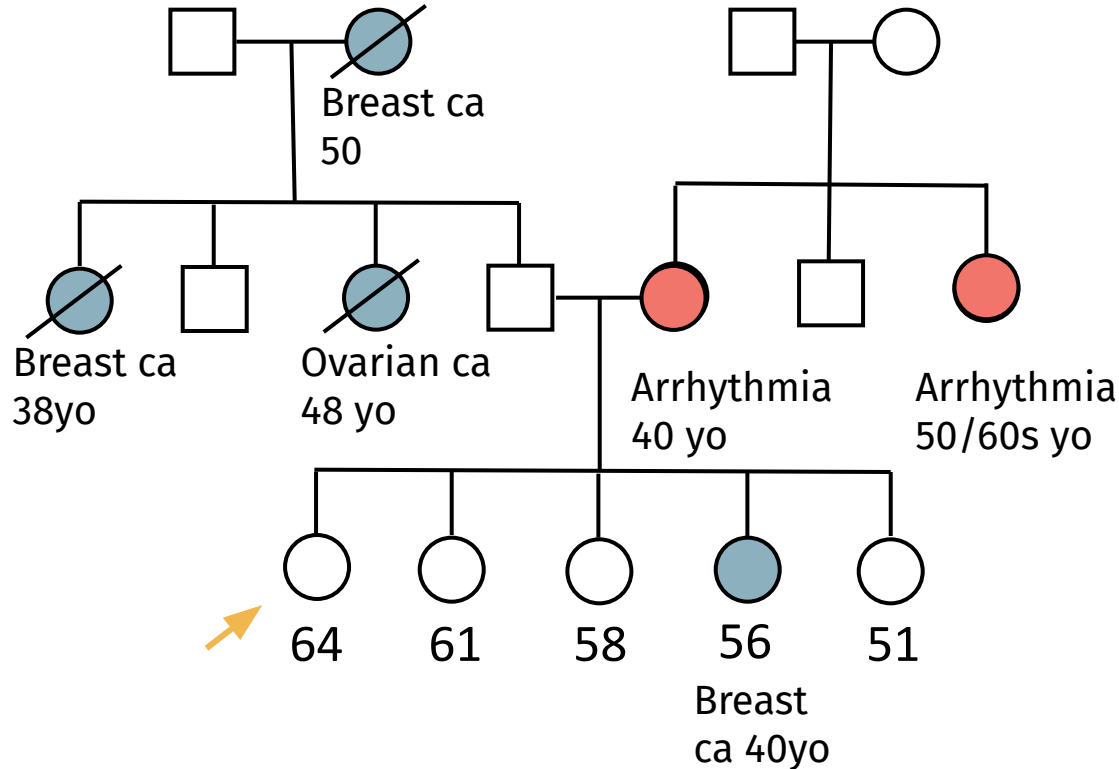 Breast ca
50
Breast ca
38yo
Ovarian ca
48 yo
Arrhythmia
40 yo
Arrhythmia
50/60s yo
64
61
58
56
51
Breast
ca 40yo